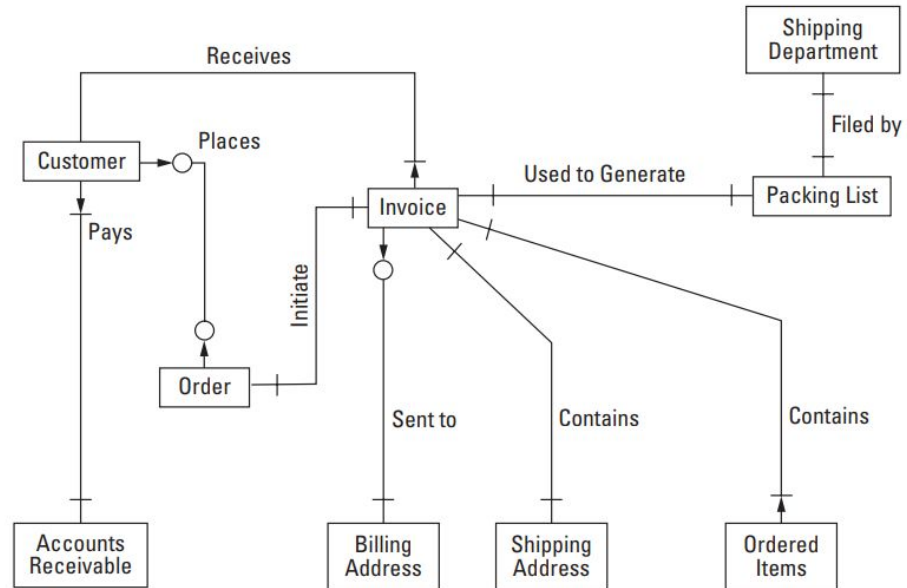 Shipping
Department
Receives
Filed by
Places
Customer
Used to Generate
Packing List
Invoice
Pays
Initiate
Order
Sent to
Contains
Contains
Accounts
Receivable
Billing
Address
Shipping
Address
Ordered
Items